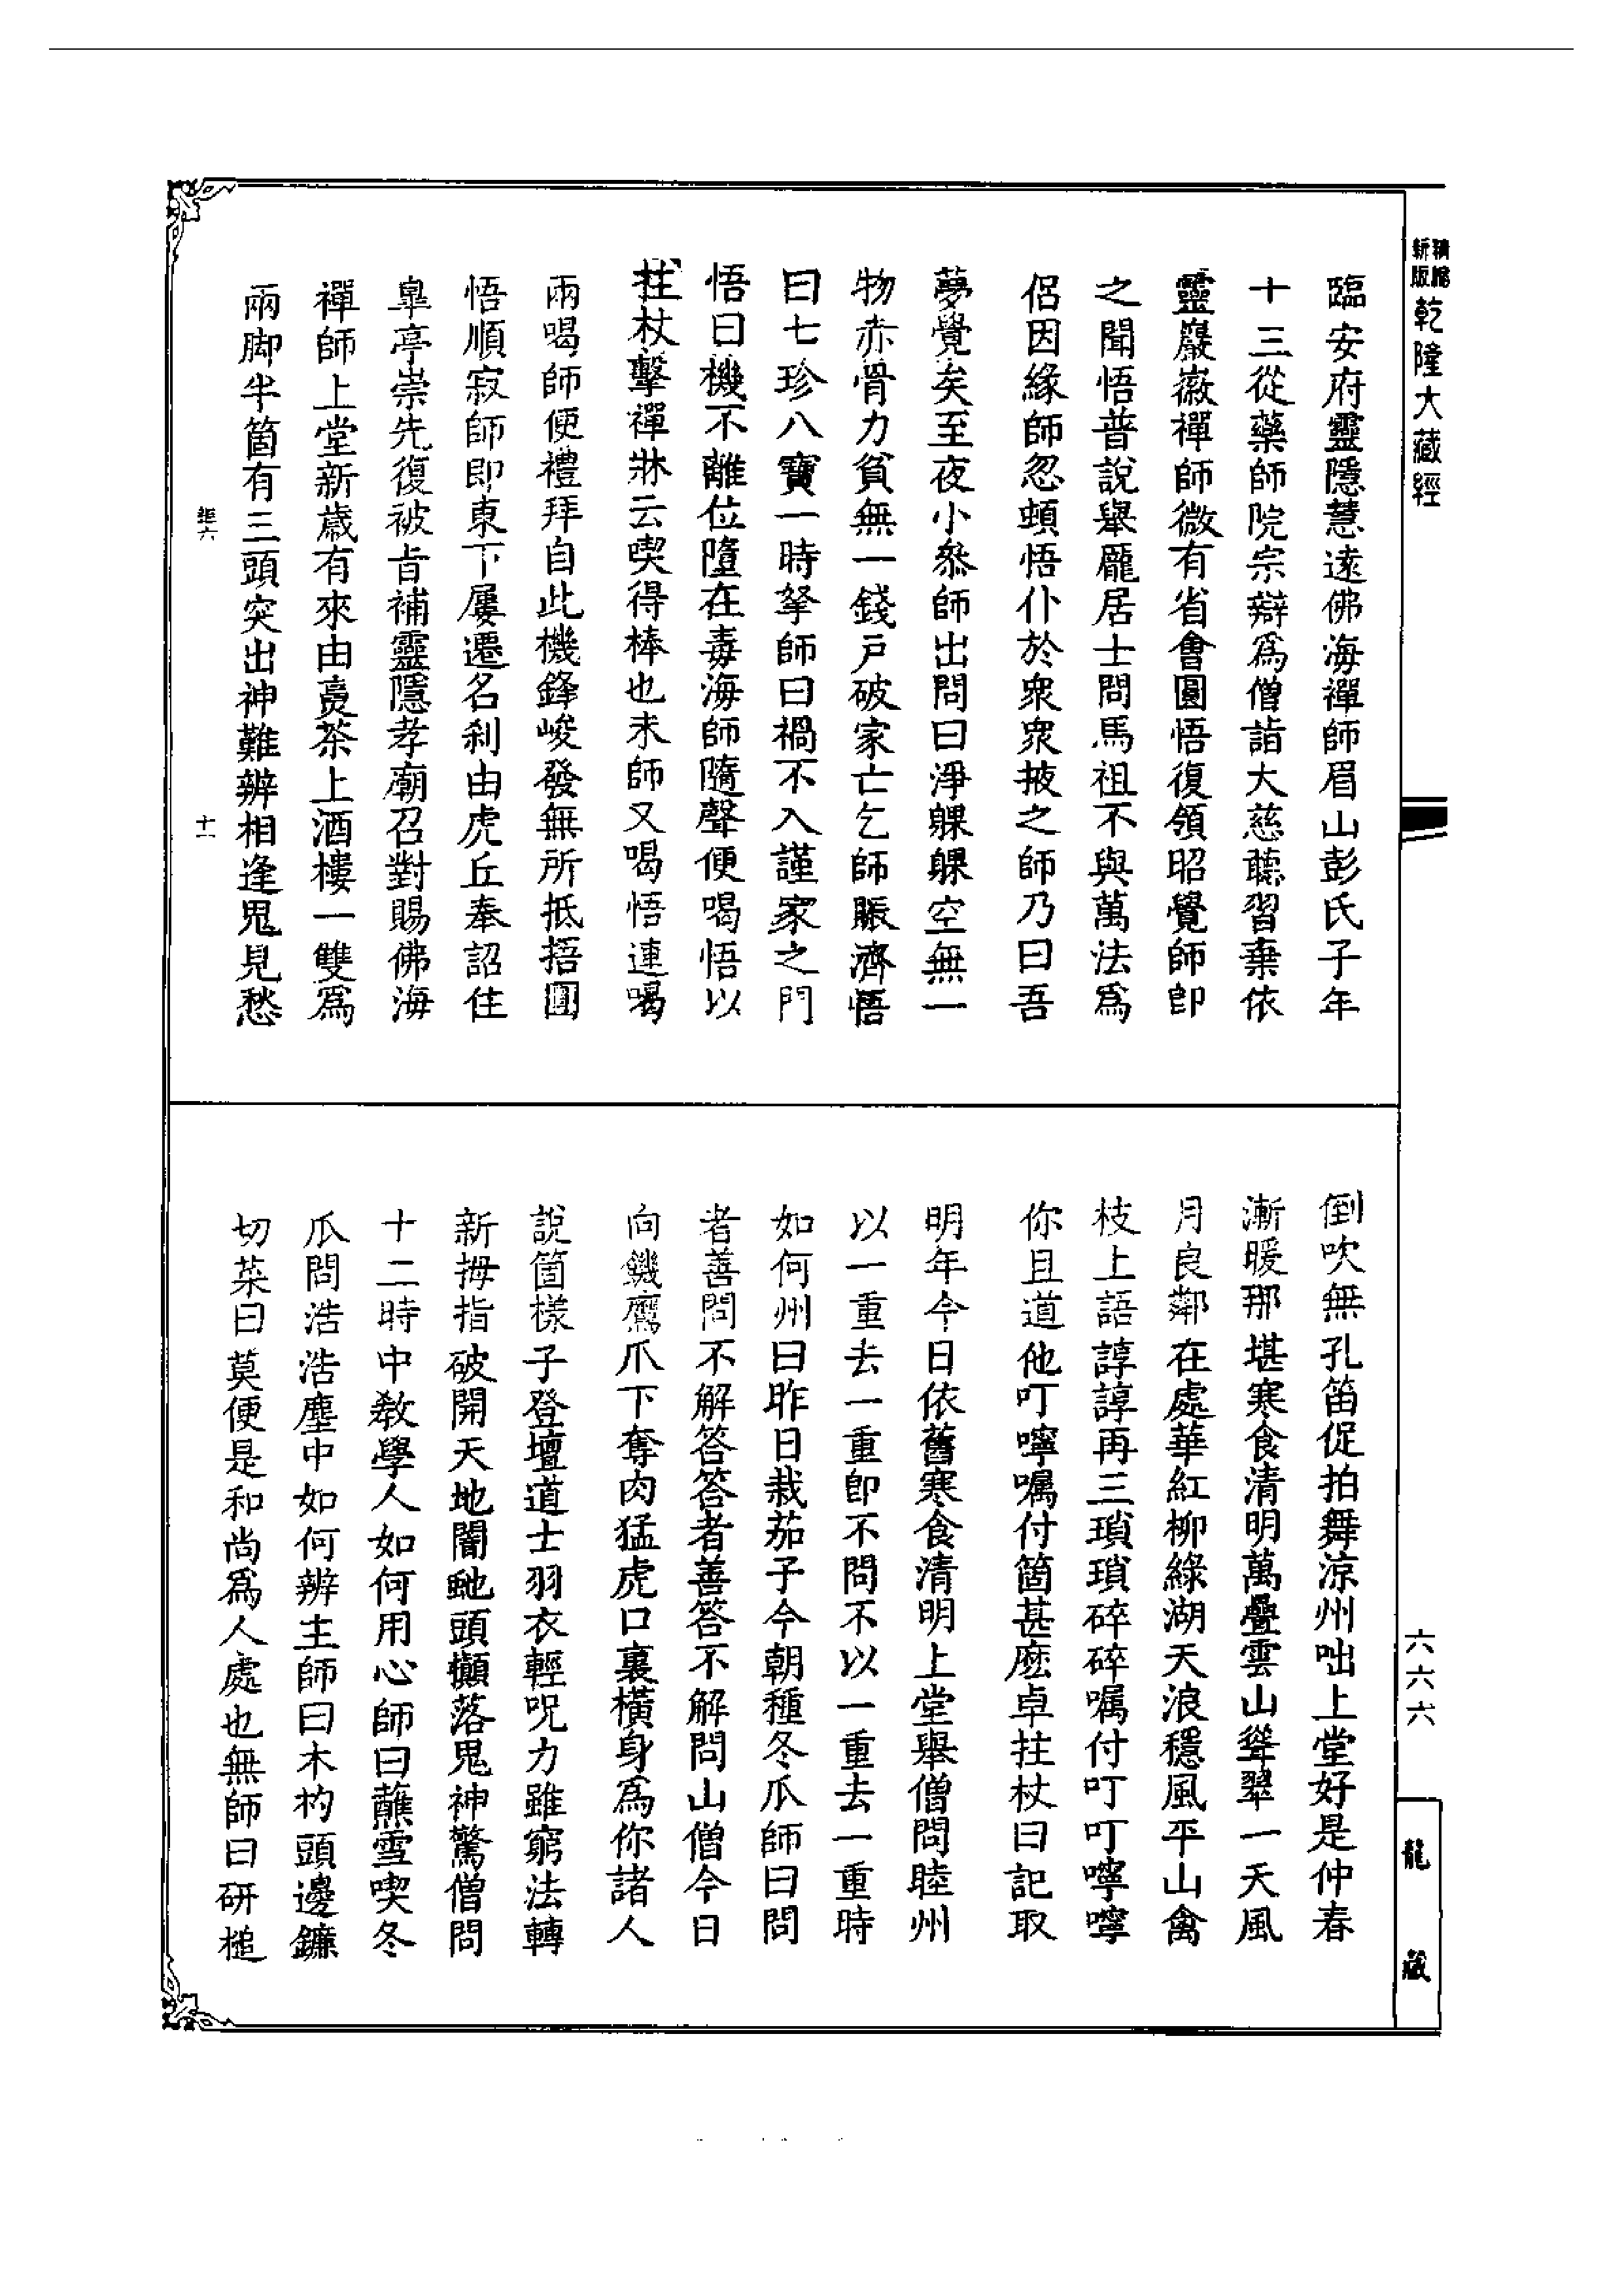 精縮
新版
乾隆大藏經
臨安府靈隱慧遠佛海禪師眉山彭氏子年
十三從藥師院宗辯為僧詣大慈聽習棄依
靈巖徽禪師微有省會圜悟復領昭覺師即
之聞悟普說舉龐居士問馬祖不與萬法為
侶因緣師忽頓悟仆於衆衆掖之師乃曰吾
夢覺矣至夜小叅師出問曰淨躶躶空無一
物赤骨力貧無一錢戶破家亡乞師賑濟悟
曰七珍八寶一時拏師曰禍不入謹家之門
悟曰機不離位墮在毒海師隨聲便喝悟以
拄杖擊禪牀云喫得棒也未師又喝悟連喝
兩喝師便禮拜自此機鋒峻發無所抵捂圜
悟順寂師即東下屢遷名刹由虎丘奉詔住
臯亭崇先復被旨補靈隱孝廟召對賜佛海
禪師上堂新歲有來由烹茶上酒樓一雙為
兩脚半箇有三頭突出神難辨相逢鬼見愁
鉅六
十一
倒吹無孔笛促拍舞涼州咄上堂好是仲春
漸暖那堪寒食清明萬疊雲山聳翠一天風
月良鄰在處華紅柳綠湖天浪穩風平山禽
枝上語諄諄再三瑣瑣碎碎囑付叮叮嚀嚀
你且道他叮嚀囑付箇甚麽卓拄杖曰記取
明年今日依舊寒食清明上堂舉僧問睦州
以一重去一重即不問不以一重去一重時
如何州曰昨日栽茄子今朝種冬瓜師曰問
者善問不解答答者善答不解問山僧今日
向饑鷹爪下奪肉猛虎口裏橫身為你諸人
說箇樣子登壇道士羽衣輕呪力雖窮法轉
新拇指破開天地闇虵頭攧落鬼神驚僧問
十二時中教學人如何用心師曰蘸雪喫冬
瓜問浩浩塵中如何辨主師曰木杓頭邊鐮
切菜曰莫便是和尚為人處也無師曰研槌
六六六
龍藏